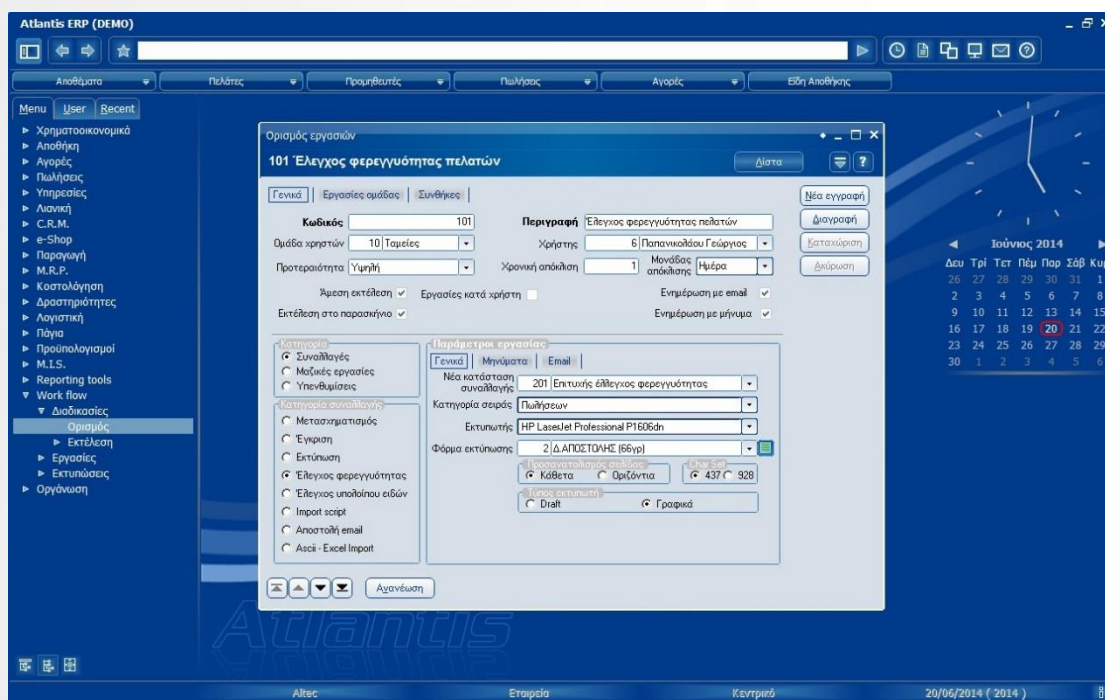 Atlantis ERP (DEMO)
Αποθέματα Πελάτες Προμηθευτές Πωλήσεις Αγορές Είδη Αποθήκης
Menu User Recent
Χρηματοοικονομικά
Αποθήκη
Αγορές
Πωλήσεις
Υπηρεσίες
Λιανική
C.R.M.
e-Shop
Παραγωγή
M.R.P.
Κοστολόγηση
Δραστηριότητες
Λογιστική
Πάγια
Προϋπολογισμοί
M.I.S.
Reporting tools
Work flow
Διαδικασίες
Ορισμός
Εκτέλεση
Εργασίες
Εκτυπώσεις
Οργάνωση
Ορισμός εργασιών
101 Έλεγχος φερεγγυότητας πελατών Λίστα
Γενικά Εργασίες ομάδας Συνθήκες
Κωδικός 101 Περιγραφή Έλεγχος φερεγγυότητας πελατών
Ομάδα χρηστών 10 Ταμείες Χρήστης 6 Παπανικολάου Γεώργιος
Προτεραιότητα Υψηλή Χρονική απόκλιση 1 Μονάδας απόκλισης Ημέρα
Άμεση εκτέλεση Εργασίες κατά χρήστη Ενημέρωση με email
Εκτέλεση στο παρασκήνιο Ενημέρωση με μήνυμα
Νέα εγγραφή
Διαγραφή
Καταχώριση
Ακύρωση
Κατηγορία
Συναλλαγές
Μαζικές εργασίες
Υπενθυμίσεις
Κατηγορία συναλλαγής
Μετασχηματισμός
Έγκριση
Εκτύπωση
Έλεγχος φερεγγυότητας
Έλεγχος υπολοίπου ειδών
Import script
Αποστολή email
Ascii - Excel Import
Παράμετροι εργασίας
Γενικά Μηνύματα Email
Νέα κατάσταση συναλλαγής 201 Επιτυχής έλλεγχος φερεγγυότητας
Κατηγορία σειράς Πωλήσεων
Εκτυπωτής HP LaserJet Professional P1606dn
Φόρμα εκτύπωσης 2 Δ.ΑΠΟΣΤΟΛΗΣ (66γρ)
Προσανατολισμός σελίδας Char Set
Κάθετα Οριζόντια 437 928
Τύπος εκτυπωτή
Draft Γραφικά
Ανανέωση
Ιούνιος 2014
Δευ Τρί Τετ Πέμ Παρ Σάβ Κυρ
26 27 28 29 30 31 1
2 3 4 5 6 7 8
9 10 11 12 13 14 15
16 17 18 19 20 21 22
23 24 25 26 27 28 29
30 1 2 3 4 5 6
Atlantis
Altec Εταιρεία Κεντρικό 20/06/2014 ( 2014 )